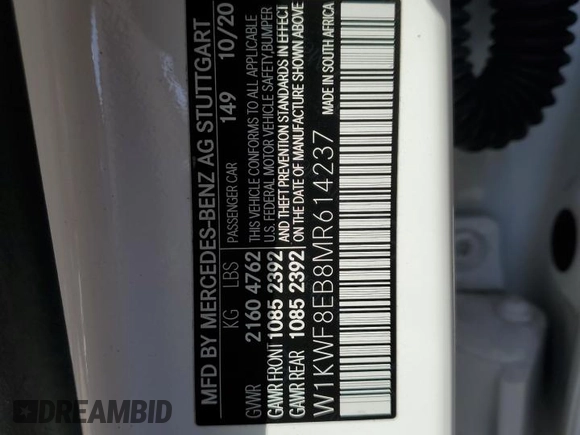 MFD BY MERCEDES-BENZ AG STUTTGART
KG LBS PASSENGER CAR 149 10/20
GVWR 2160 4762 THIS VEHICLE CONFORMS TO ALL APPLICABLE
U.S. FEDERAL MOTOR VEHICLE SAFETY, BUMPER,
GAWR FRONT 1085 2392 AND THEFT PREVENTION STANDARDS IN EFFECT
GAWR REAR 1085 2392 ON THE DATE OF MANUFACTURE SHOWN ABOVE
W1KWF8EB8MR614237 MADE IN SOUTH AFRICA
DREAMBID